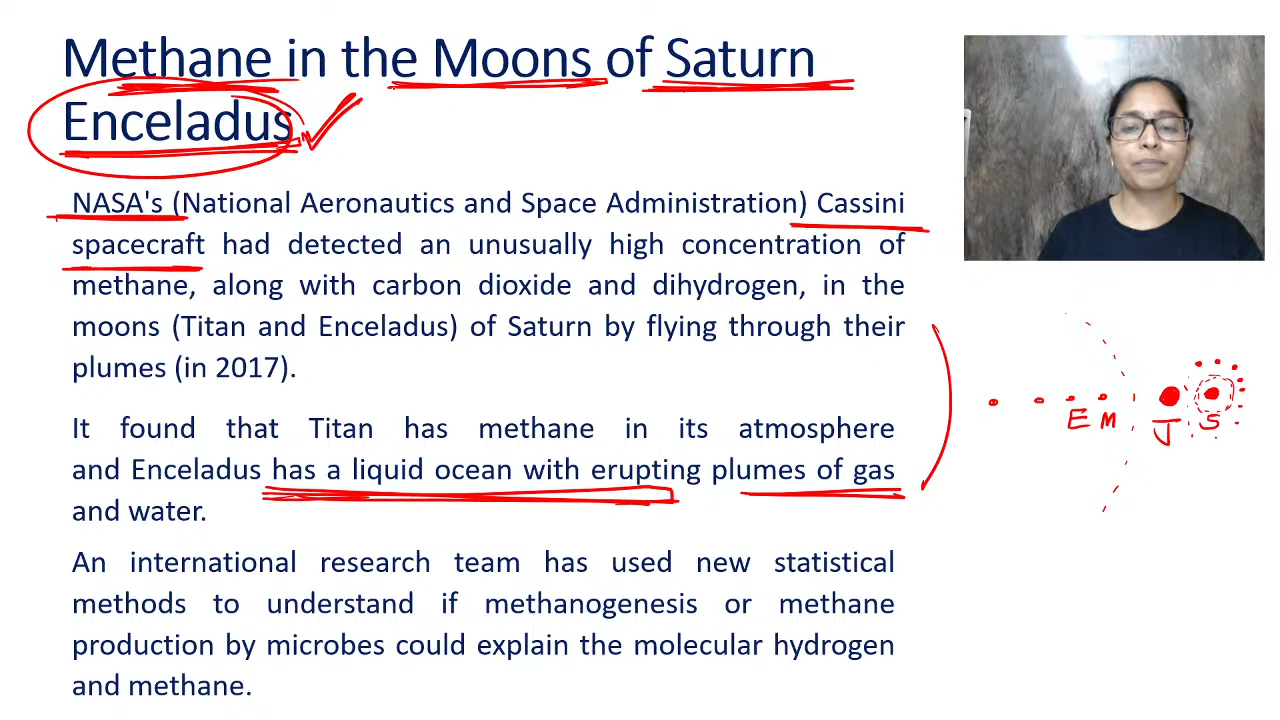 Methane in the Moons of Saturn
Enceladus
NASA's (National Aeronautics and Space Administration) Cassini
spacecraft had detected an unusually high concentration of
methane, along with carbon dioxide and dihydrogen, in the
moons (Titan and Enceladus) of Saturn by flying through their
plumes (in 2017).
It found that Titan has methane in its atmosphere
and Enceladus has a liquid ocean with erupting plumes of gas
and water.
An international research team has used new statistical
methods to understand if methanogenesis or methane
production by microbes could explain the molecular hydrogen
and methane.
E M J S